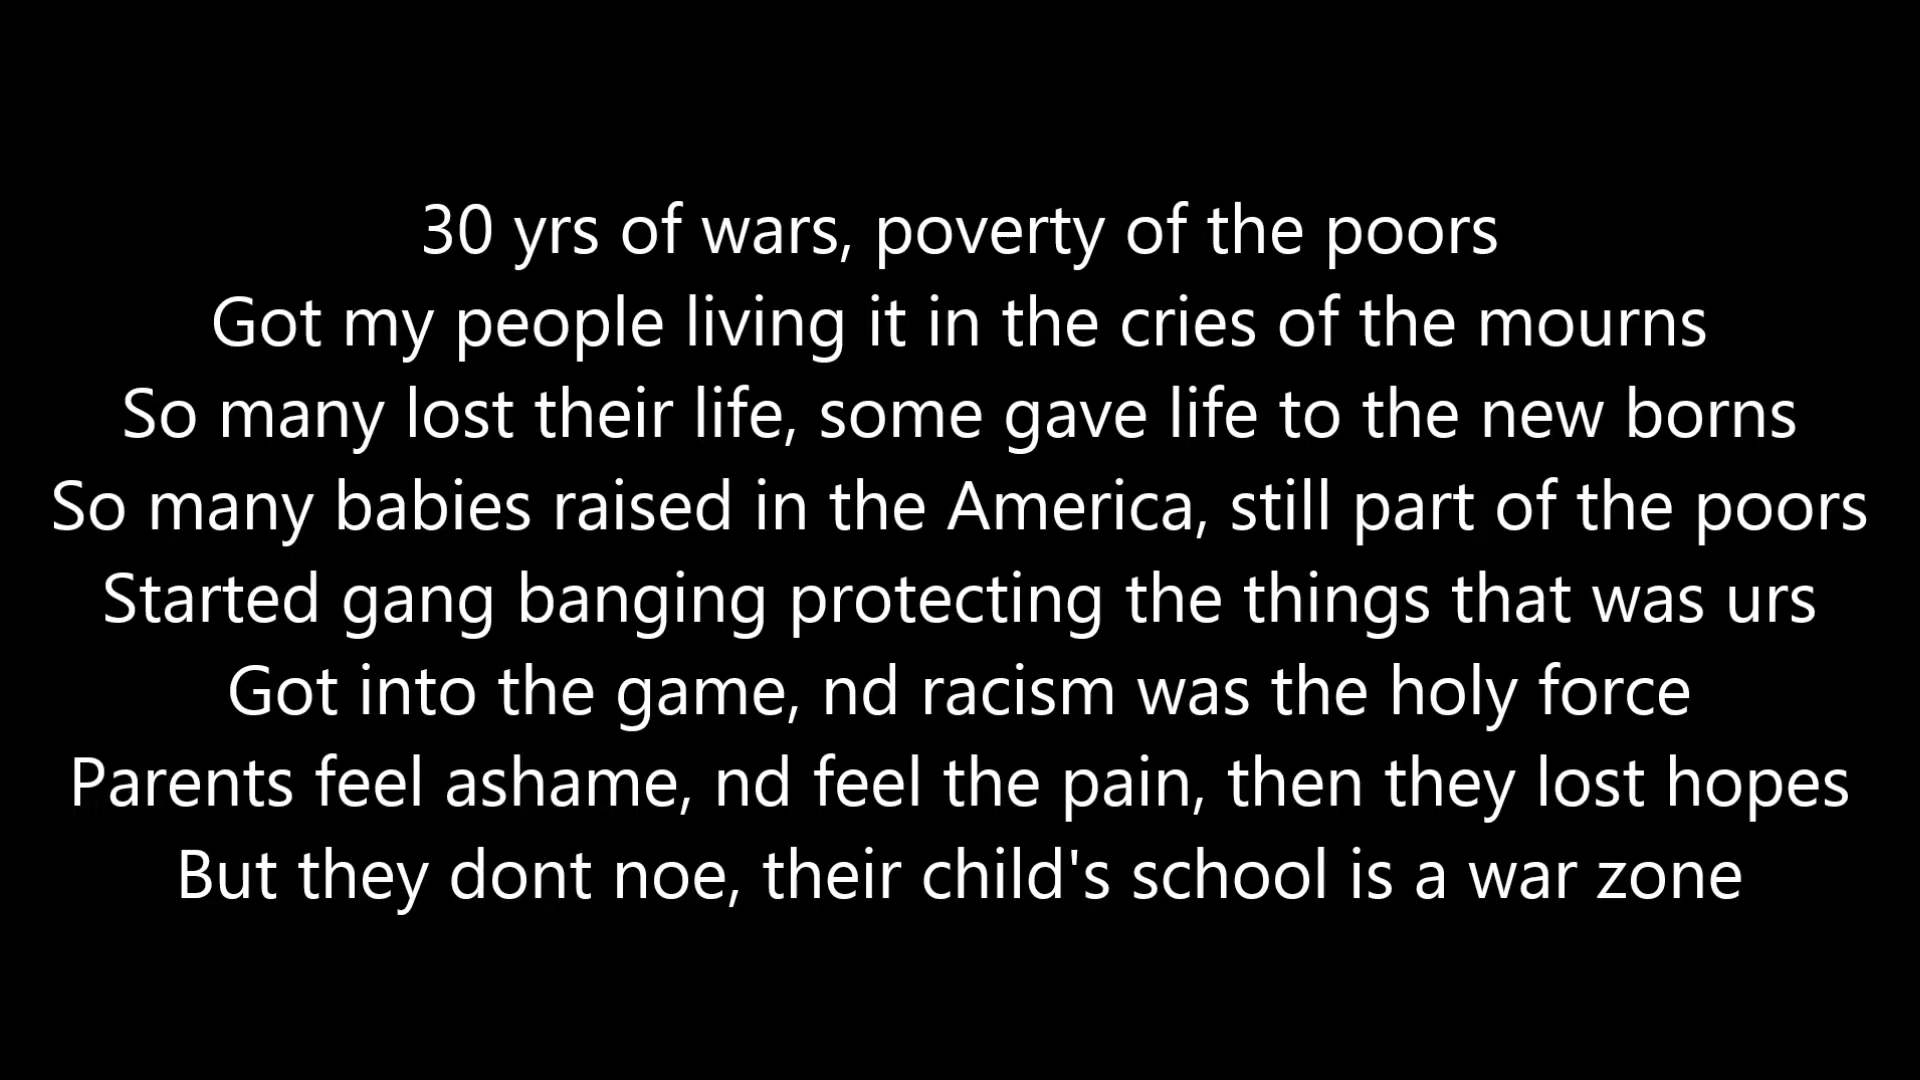 30 yrs of wars, poverty of the poors
Got my people living it in the cries of the mourns
So many lost their life, some gave life to the new borns
So many babies raised in the America, still part of the poors
Started gang banging protecting the things that was urs
Got into the game, nd racism was the holy force
Parents feel ashame, nd feel the pain, then they lost hopes
But they dont noe, their child's school is a war zone